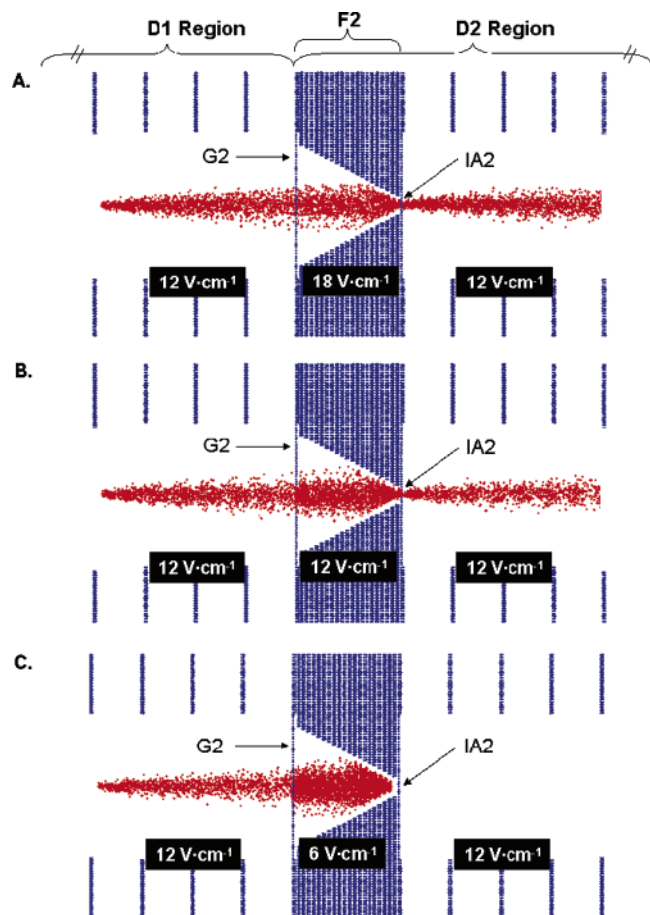 D1 Region F2 D2 Region
A.
G2 IA2
12 V·cm⁻¹ 18 V·cm⁻¹ 12 V·cm⁻¹
B.
G2 IA2
12 V·cm⁻¹ 12 V·cm⁻¹ 12 V·cm⁻¹
C.
G2 IA2
12 V·cm⁻¹ 6 V·cm⁻¹ 12 V·cm⁻¹